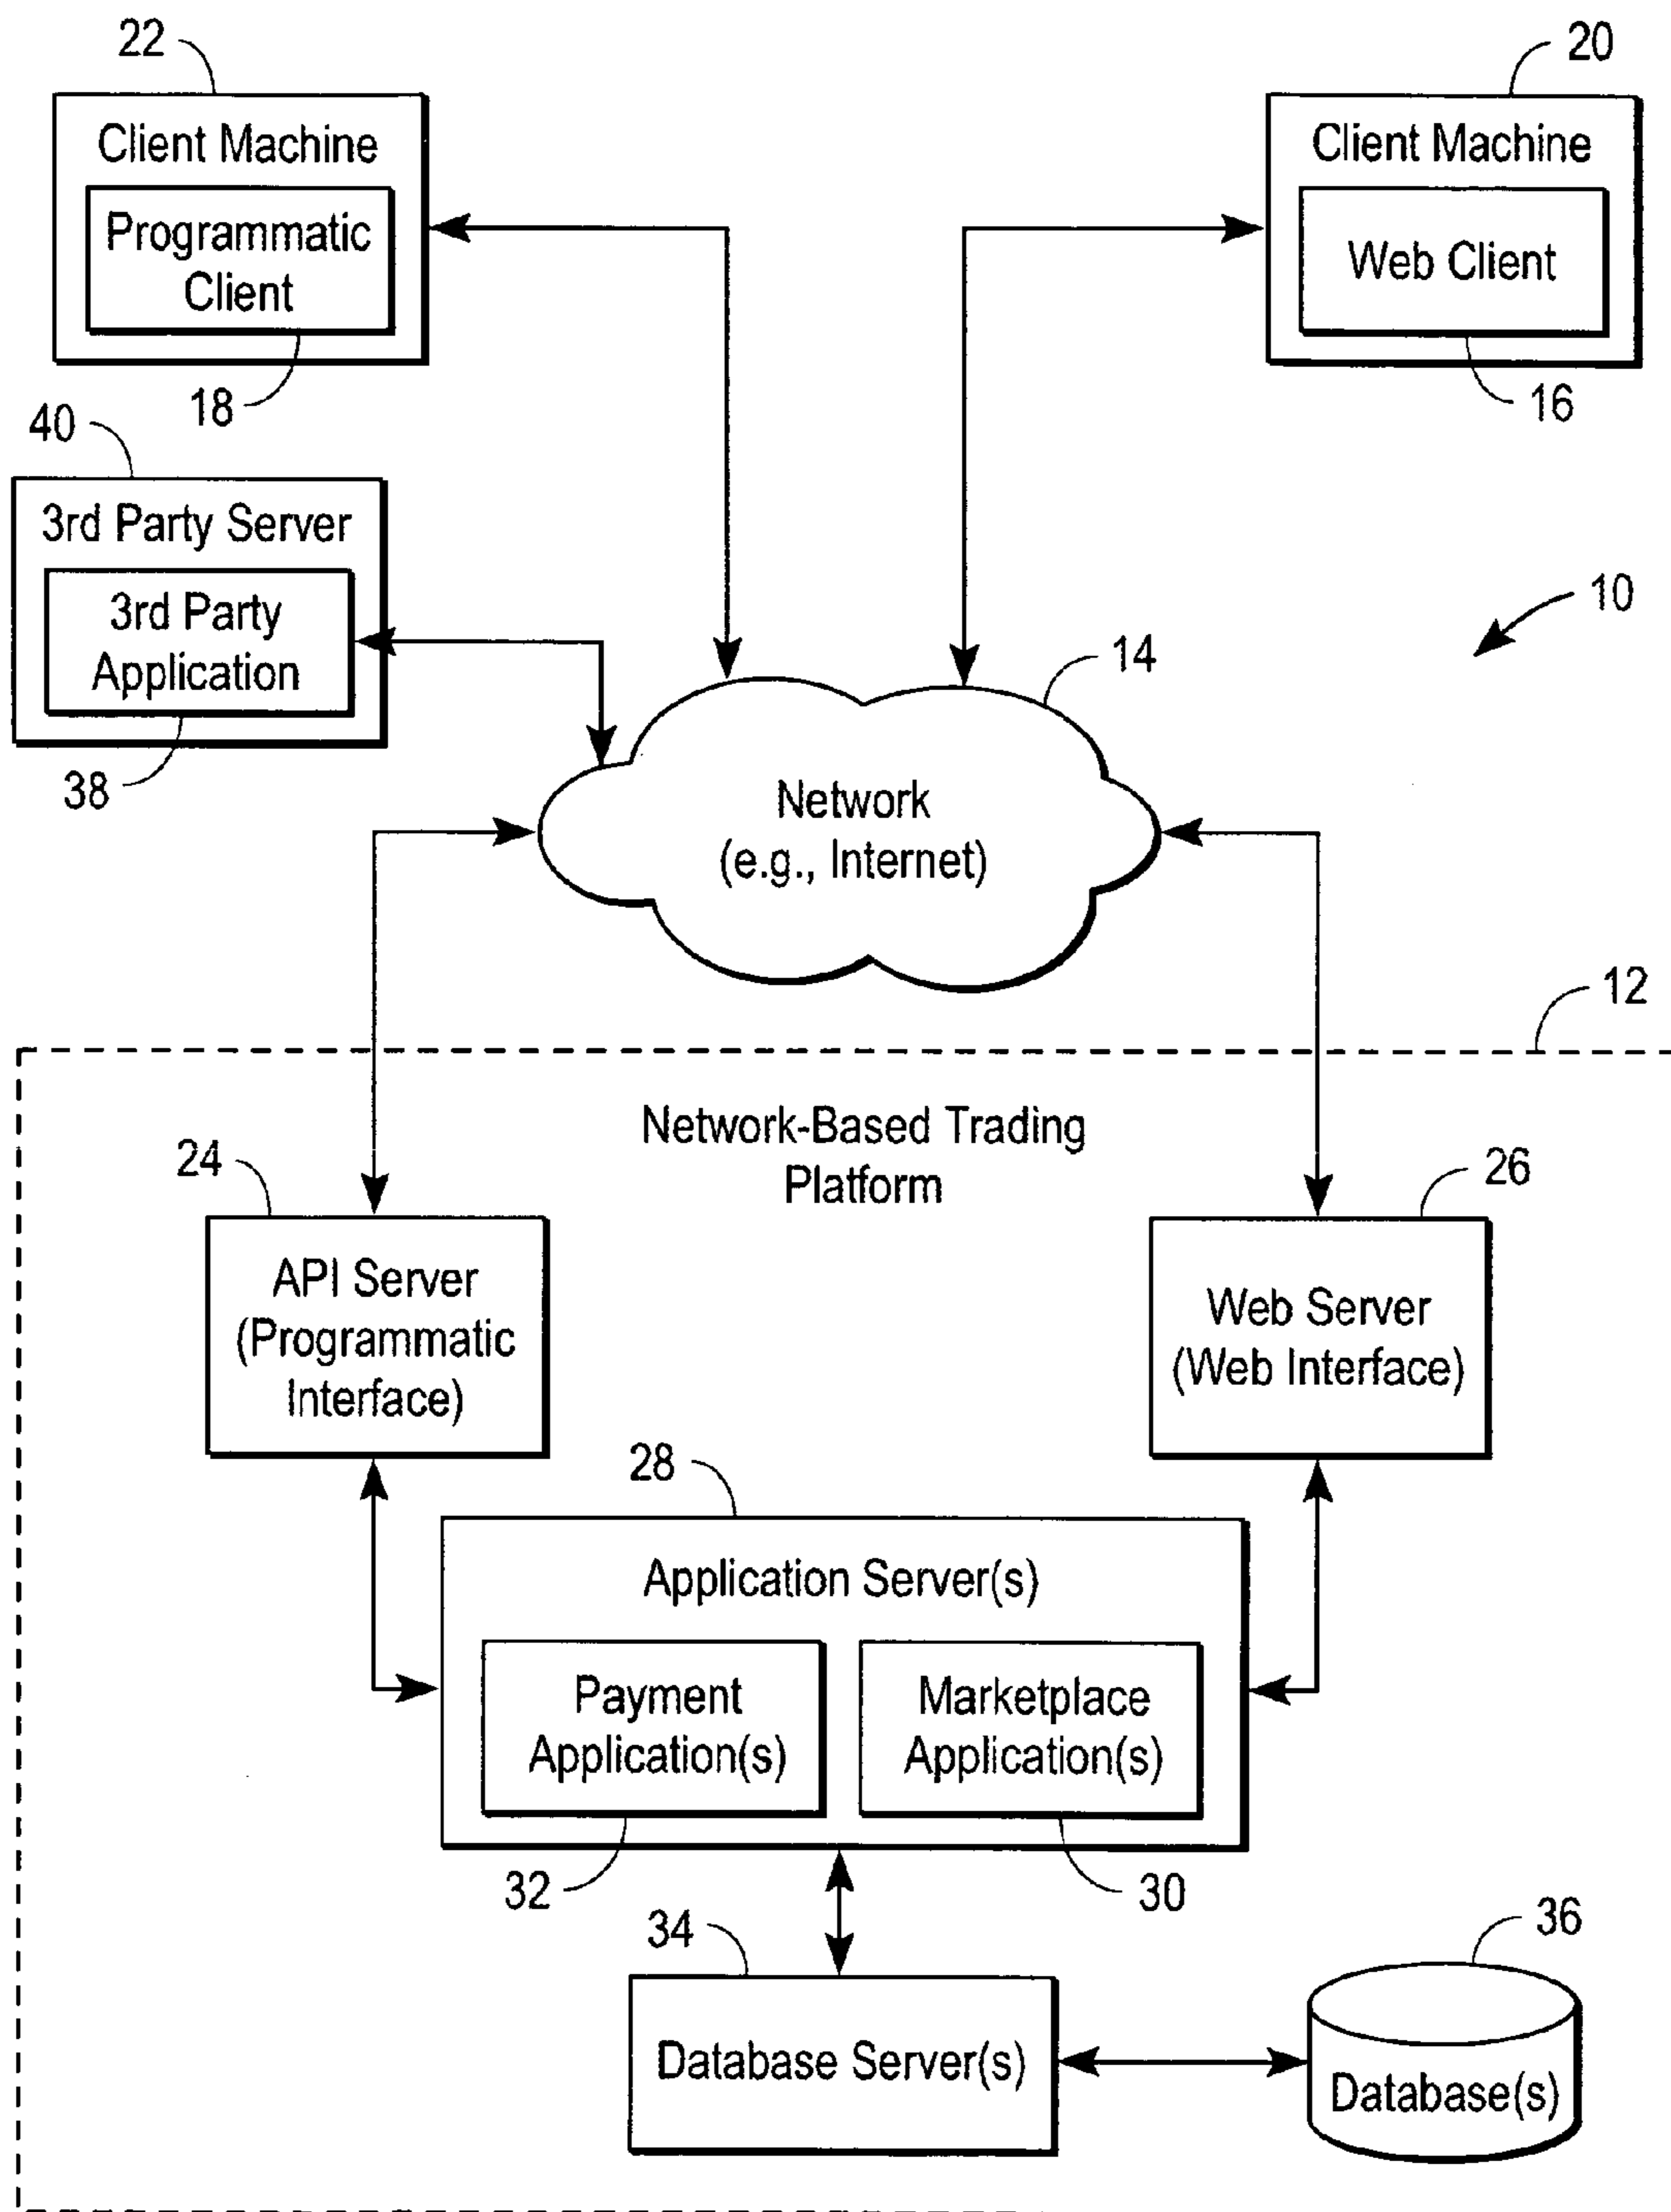 22
20
Client Machine
Programmatic
Client
18
Client Machine
Web Client
16
40
3rd Party Server
3rd Party
Application
38
10
14
Network
(e.g., Internet)
12
Network-Based Trading
Platform
24
API Server
(Programmatic
Interface)
26
Web Server
(Web Interface)
28
Application Server(s)
Payment
Application(s)
Marketplace
Application(s)
32
30
34
Database Server(s)
36
Database(s)